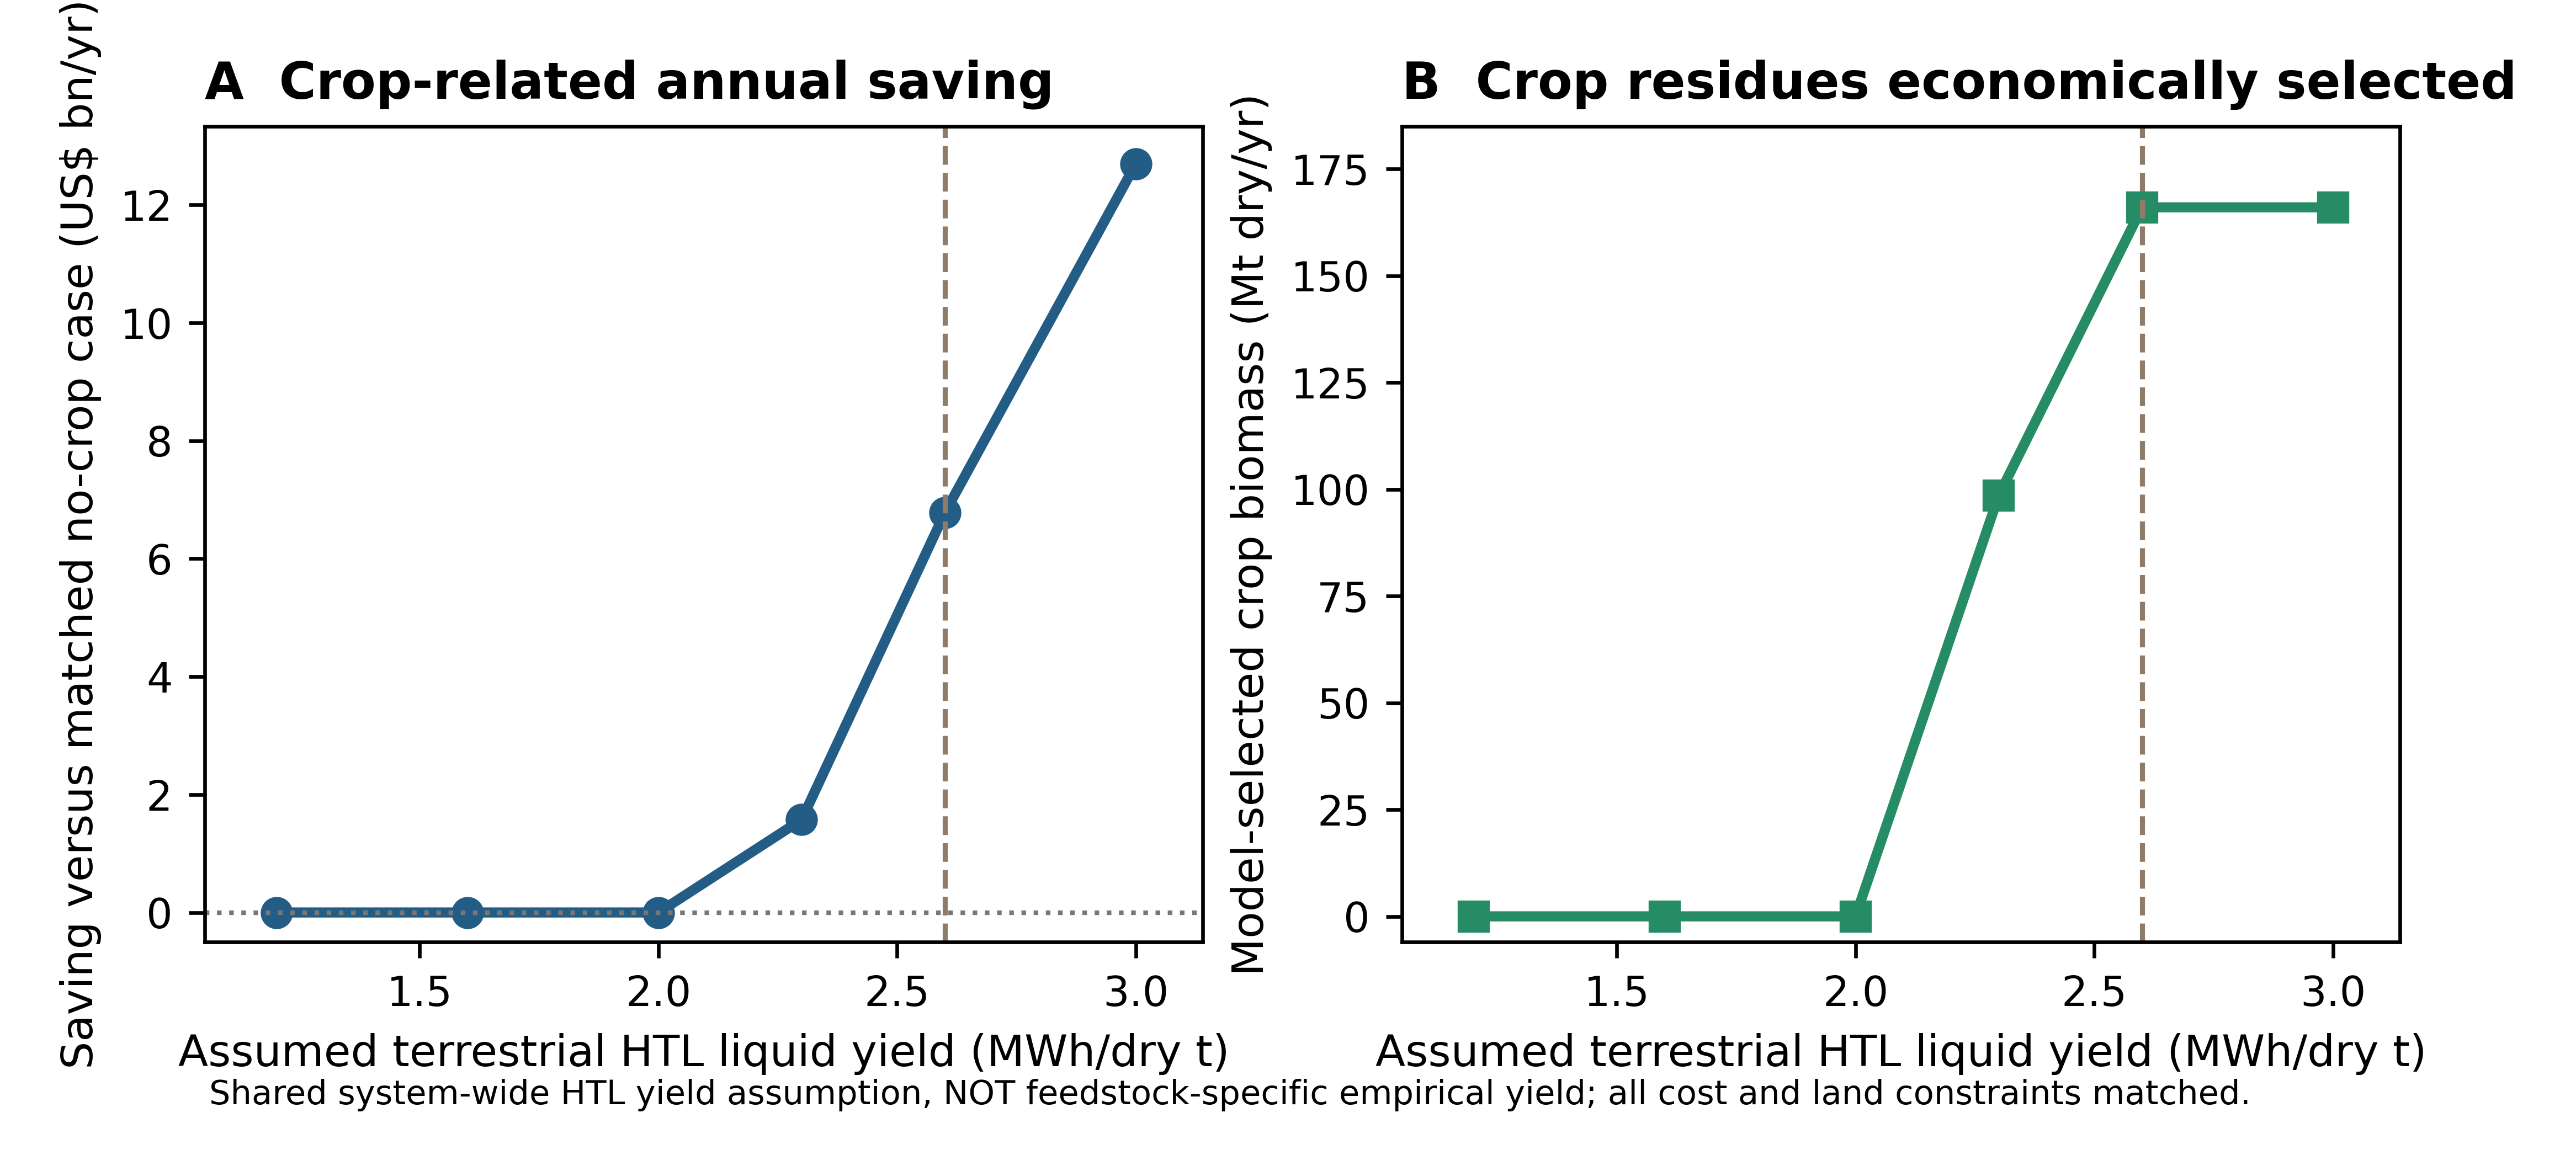 A Crop-related annual saving
Saving versus matched no-crop case (US$ bn/yr)
12
10
8
6
4
2
0
1.5 2.0 2.5 3.0
Assumed terrestrial HTL liquid yield (MWh/dry t)
B Crop residues economically selected
Model-selected crop biomass (Mt dry/yr)
175
150
125
100
75
50
25
0
1.5 2.0 2.5 3.0
Assumed terrestrial HTL liquid yield (MWh/dry t)
Shared system-wide HTL yield assumption, NOT feedstock-specific empirical yield; all cost and land constraints matched.